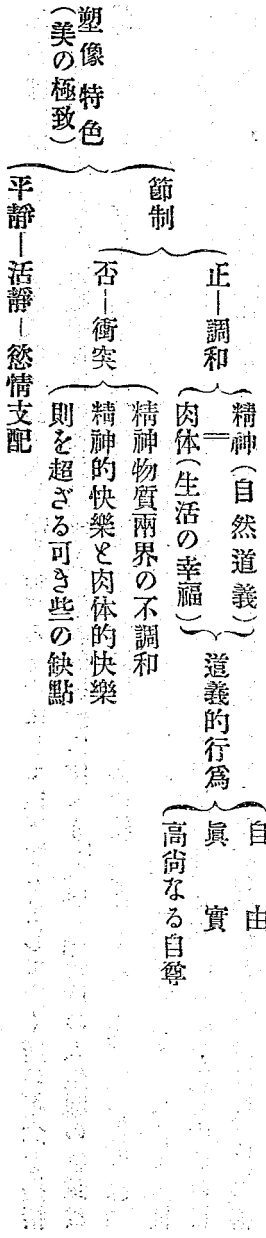 自由
眞實
高尙なる自尊
道義的行爲
精神(自然道義)
=
肉体(生活の幸福)
正―調和
精神物質兩界の不調和
精神的快樂と肉体的快樂
則を超ざる可き些の缺點
否―衝突
節制
平靜―活靜―慾情支配
塑像特色
(美の極致)